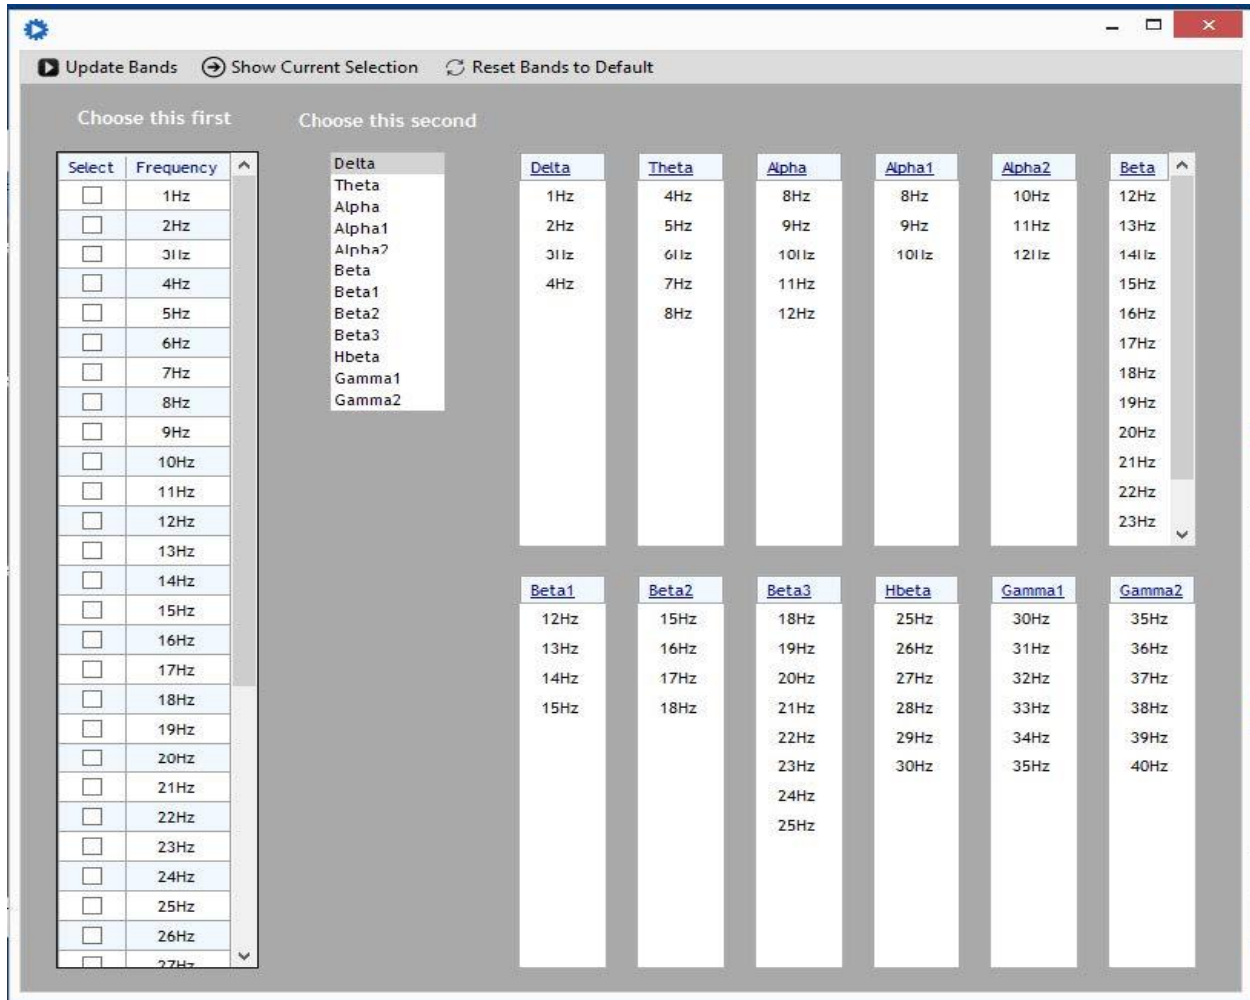 Update Bands Show Current Selection Reset Bands to Default
Choose this first
Choose this second
Select Frequency
1Hz
2Hz
3Hz
4Hz
5Hz
6Hz
7Hz
8Hz
9Hz
10Hz
11Hz
12Hz
13Hz
14Hz
15Hz
16Hz
17Hz
18Hz
19Hz
20Hz
21Hz
22Hz
23Hz
24Hz
25Hz
26Hz
27Hz
Delta
Theta
Alpha
Alpha1
Alpha2
Beta
Beta1
Beta2
Beta3
Hbeta
Gamma1
Gamma2
Delta Theta Alpha Alpha1 Alpha2 Beta
1Hz 4Hz 8Hz 8Hz 10Hz 12Hz
2Hz 5Hz 9Hz 9Hz 11Hz 13Hz
3Hz 6Hz 10Hz 10Hz 12Hz 14Hz
4Hz 7Hz 11Hz 15Hz
8Hz 12Hz 16Hz
17Hz
18Hz
19Hz
20Hz
21Hz
22Hz
23Hz
Beta1 Beta2 Beta3 Hbeta Gamma1 Gamma2
12Hz 15Hz 18Hz 25Hz 30Hz 35Hz
13Hz 16Hz 19Hz 26Hz 31Hz 36Hz
14Hz 17Hz 20Hz 27Hz 32Hz 37Hz
15Hz 18Hz 21Hz 28Hz 33Hz 38Hz
22Hz 29Hz 34Hz 39Hz
23Hz 30Hz 35Hz 40Hz
24Hz
25Hz